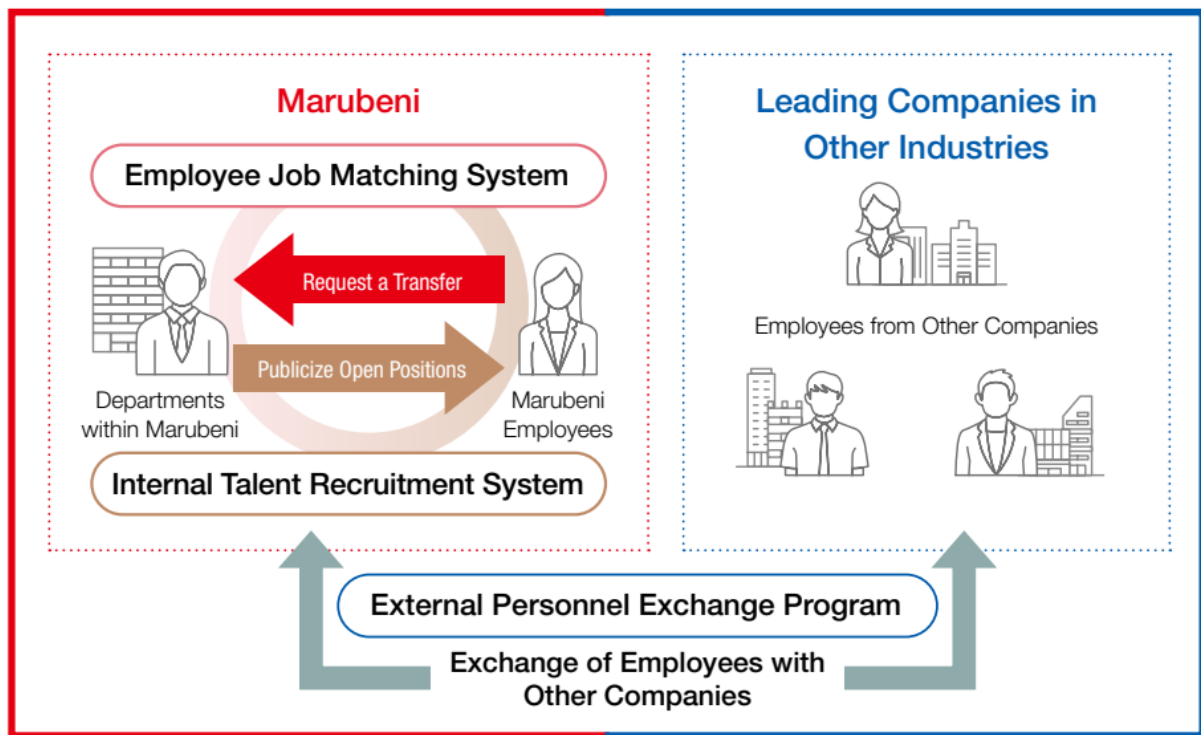 Marubeni
Employee Job Matching System
Request a Transfer
Publicize Open Positions
Departments
within Marubeni
Marubeni
Employees
Internal Talent Recruitment System
Leading Companies in
Other Industries
Employees from Other Companies
External Personnel Exchange Program
Exchange of Employees with
Other Companies